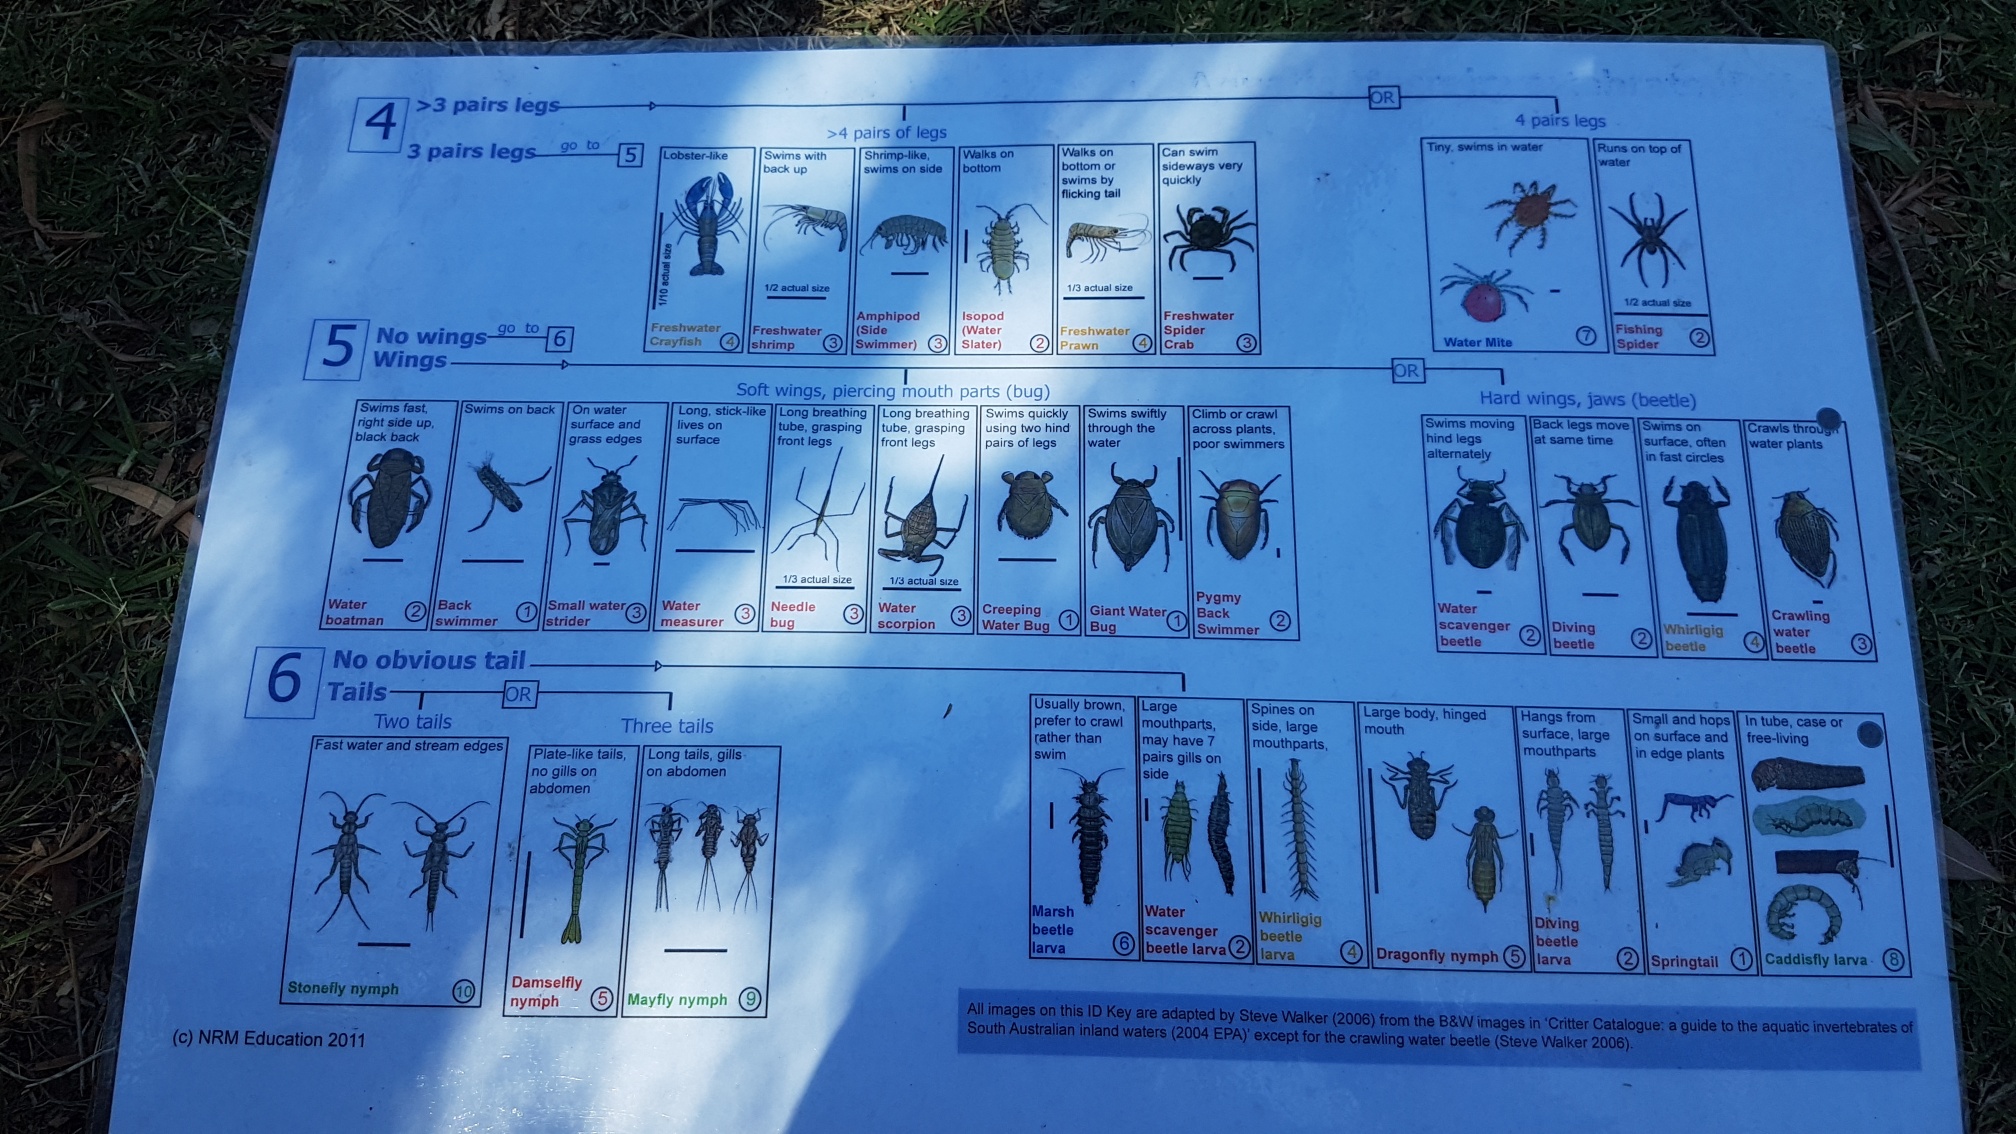 4
>3 pairs legs
OR
3 pairs legs go to 5
>4 pairs of legs
4 pairs legs
Lobster-like
1/10 actual size
Freshwater
Crayfish 4
Swims with
back up
1/2 actual size
Freshwater
shrimp 3
Shrimp-like,
swims on side
Amphipod
(Side
Swimmer) 3
Walks on
bottom
Isopod
(Water
Slater) 2
Walks on
bottom or
swims by
flicking tail
1/3 actual size
Freshwater
Prawn 4
Can swim
sideways very
quickly
Freshwater
Spider
Crab 3
Tiny, swims in water
Water Mite 7
Runs on top of
water
1/2 actual size
Fishing
Spider 2
5
No wings go to 6
Wings
OR
Soft wings, piercing mouth parts (bug)
Hard wings, jaws (beetle)
Swims fast,
right side up,
black back
Water
boatman 2
Swims on back
Back
swimmer 1
On water
surface and
grass edges
Small water
strider 3
Long, stick-like
lives on
surface
Water
measurer 3
Long breathing
tube, grasping
front legs
1/3 actual size
Needle
bug 3
Long breathing
tube, grasping
front legs
1/3 actual size
Water
scorpion 3
Swims quickly
using two hind
pairs of legs
Creeping
Water Bug 1
Swims swiftly
through the
water
Giant Water
Bug 1
Climb or crawl
across plants,
poor swimmers
Pygmy
Back
Swimmer 2
Swims moving
hind legs
alternately
Water
scavenger
beetle 2
Back legs move
at same time
Diving
beetle 2
Swims on
surface, often
in fast circles
Whirligig
beetle 4
Crawls through
water plants
Crawling
water
beetle 3
6
No obvious tail
Tails
OR
Two tails
Three tails
Fast water and stream edges
Stonefly nymph 10
Plate-like tails,
no gills on
abdomen
Damselfly
nymph 5
Long tails, gills
on abdomen
Mayfly nymph 9
Usually brown,
prefer to crawl
rather than
swim
Marsh
beetle
larva 6
Large
mouthparts,
may have 7
pairs gills on
side
Water
scavenger
beetle larva 2
Spines on
side, large
mouthparts,
Whirligig
beetle
larva 4
Large body, hinged
mouth
Dragonfly nymph 5
Hangs from
surface, large
mouthparts
Diving
beetle
larva 2
Small and hops
on surface and
in edge plants
Springtail 1
In tube, case or
free-living
Caddisfly larva 8
(c) NRM Education 2011
All images on this ID Key are adapted by Steve Walker (2006) from the B&W images in 'Critter Catalogue: a guide to the aquatic invertebrates of
South Australian inland waters (2004 EPA)' except for the crawling water beetle (Steve Walker 2006).